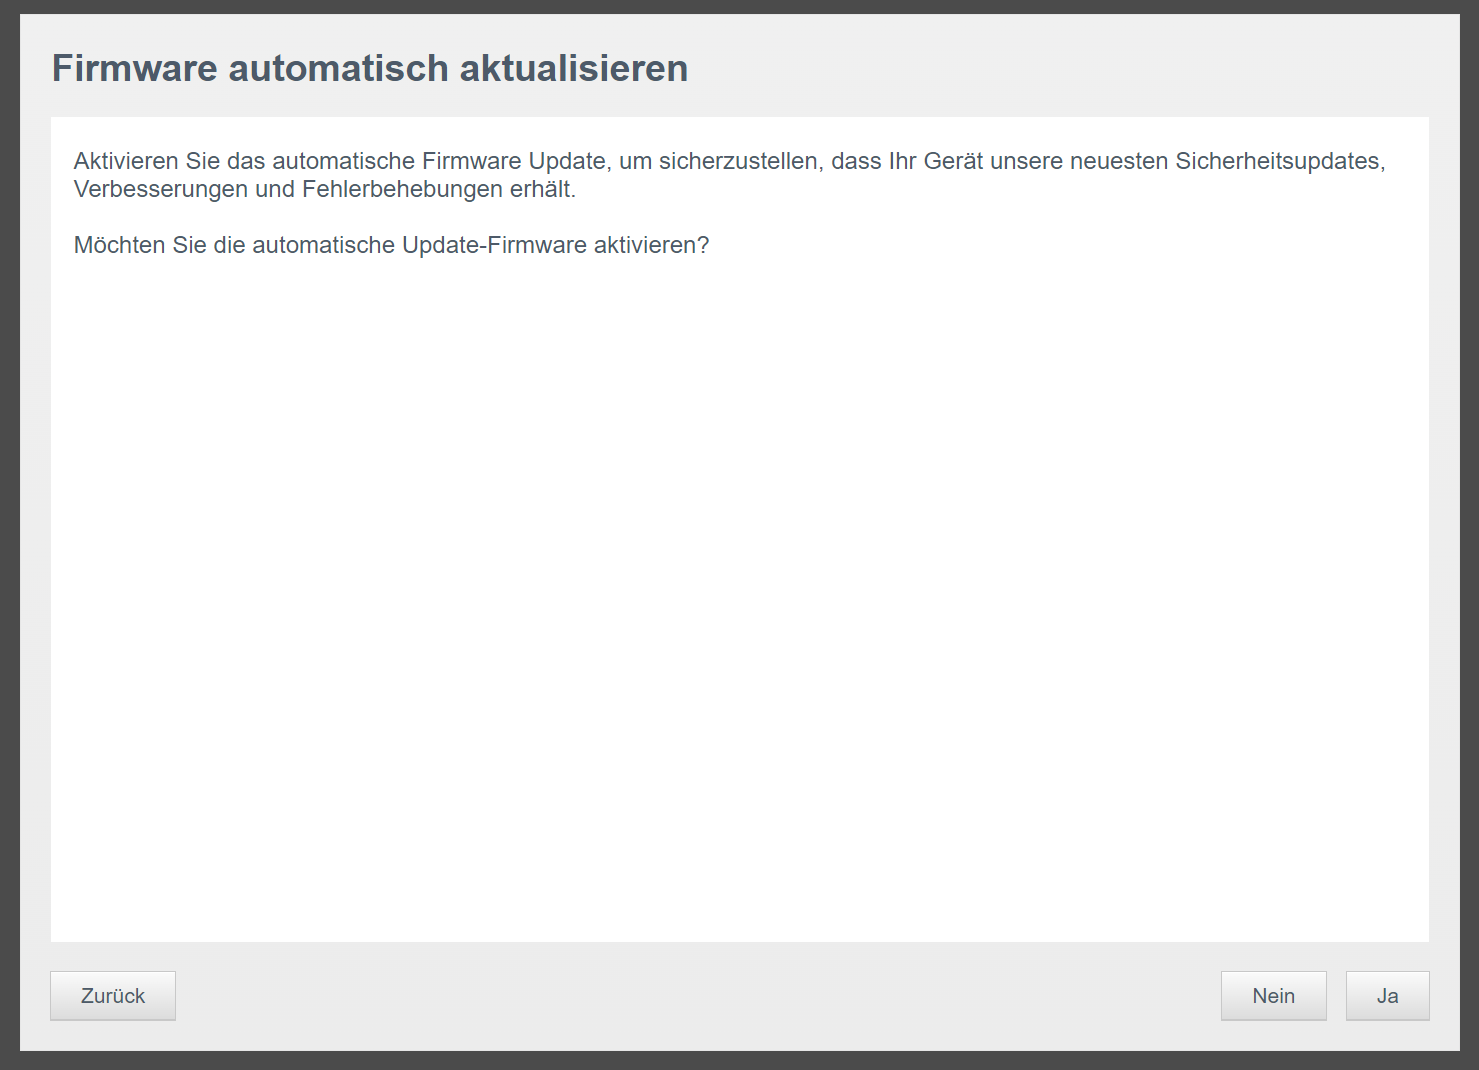 Firmware automatisch aktualisieren
Aktivieren Sie das automatische Firmware Update, um sicherzustellen, dass Ihr Gerät unsere neuesten Sicherheitsupdates,
Verbesserungen und Fehlerbehebungen erhält.
Möchten Sie die automatische Update-Firmware aktivieren?
Zurück
Nein
Ja